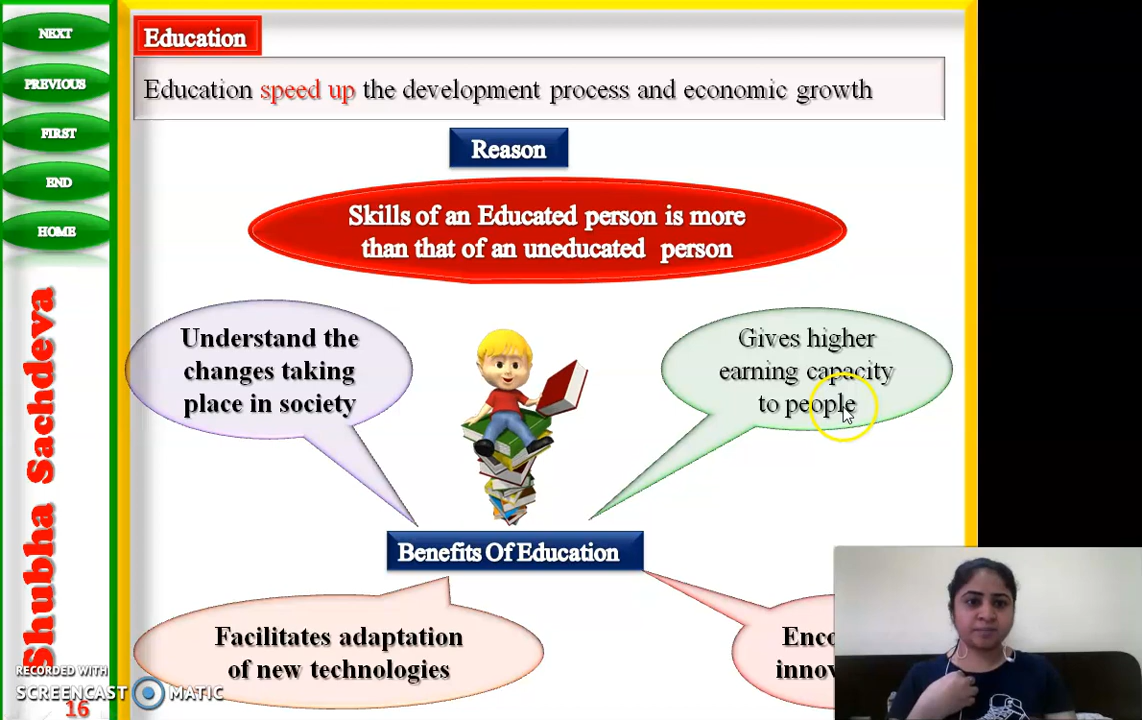 NEXT
PREVIOUS
FIRST
END
HOME
Shubha Sachdeva
16
Education
Education speed up the development process and economic growth
Reason
Skills of an Educated person is more
than that of an uneducated person
Understand the
changes taking
place in society
Gives higher
earning capacity
to people
Benefits Of Education
Facilitates adaptation
of new technologies
RECORDED WITH
SCREENCAST MATIC